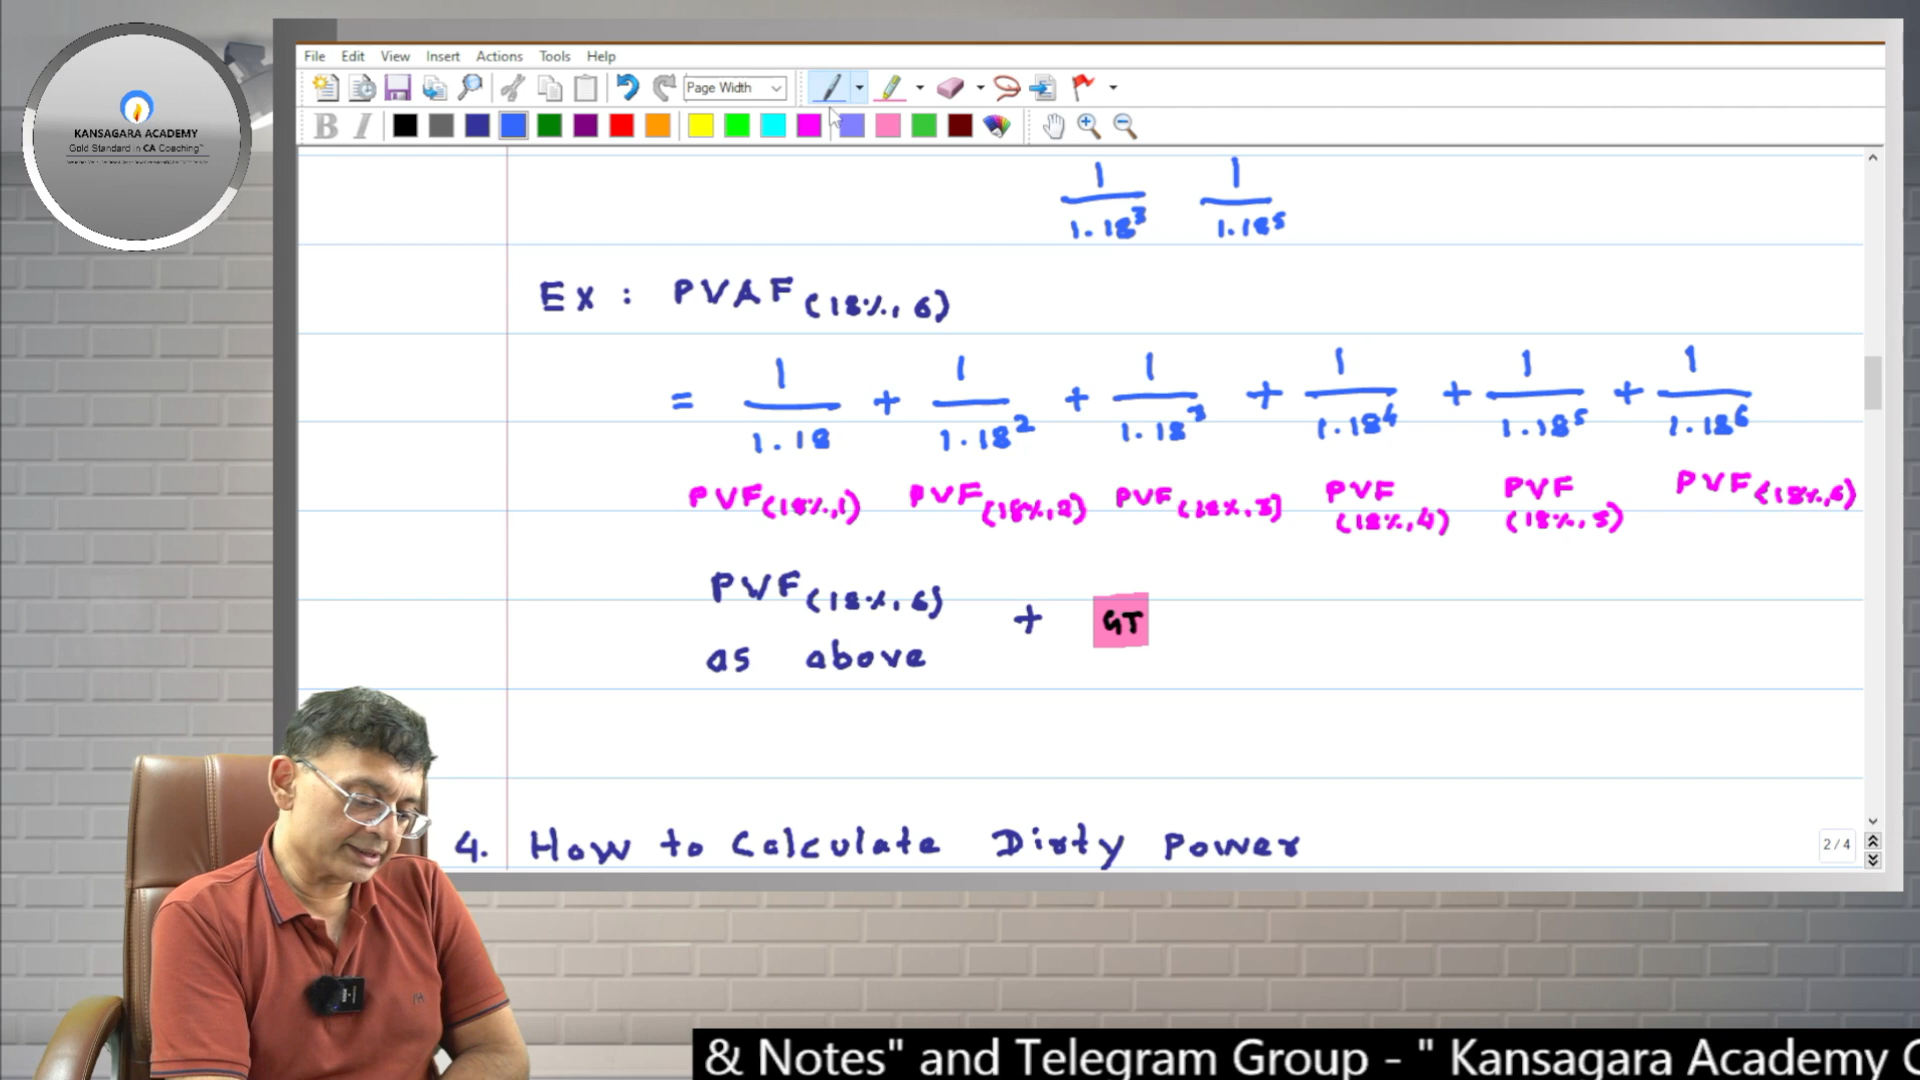 KANSAGARA ACADEMY
Gold Standard in CA Coaching™
File Edit View Insert Actions Tools Help
Page Width
B I
1 1
1.18³ 1.18⁵
Ex : PVAF(18%, 6)
= 1/1.18 + 1/1.18² + 1/1.18³ + 1/1.18⁴ + 1/1.18⁵ + 1/1.18⁶
PVF(18%,1) PVF(18%,2) PVF(18%,3) PVF(18%,4) PVF(18%,5) PVF(18%,6)
PVF(18%,6) + GT
as above
4. How to Calculate Dirty Power
2 / 4
& Notes" and Telegram Group - " Kansagara Academy C